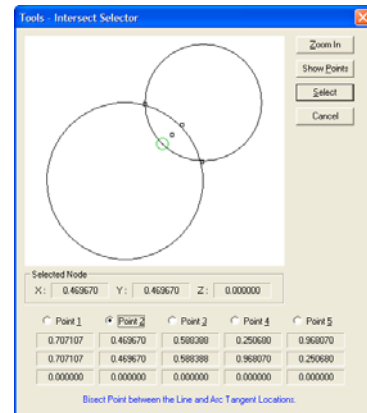 Tools - Intersect Selector
Zoom In
Show Points
Select
Cancel
Selected Node
X: 0.469670 Y: 0.469670 Z: 0.000000
Point 1 Point 2 Point 3 Point 4 Point 5
0.707107 0.469670 0.588388 0.250680 0.968070
0.707107 0.469670 0.588388 0.968070 0.250680
0.000000 0.000000 0.000000 0.000000 0.000000
Bisect Point between the Line and Arc Tangent Locations.